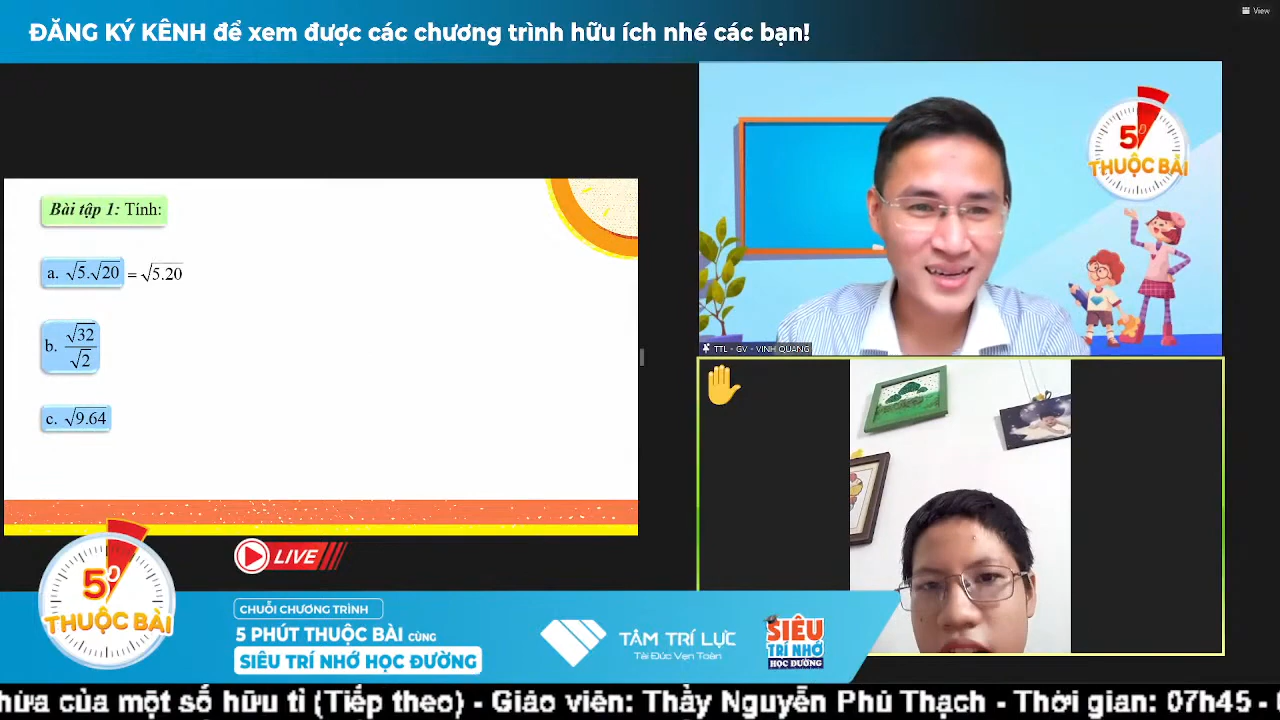 View
ĐĂNG KÝ KÊNH để xem được các chương trình hữu ích nhé các bạn!
Bài tập 1: Tính:
a. √5.√20 = √5.20
b. √32/√2
c. √9.64
5
THUỘC BÀI
TTL - GV - VINH QUANG
LIVE
5
THUỘC BÀI
CHUỖI CHƯƠNG TRÌNH
5 PHÚT THUỘC BÀI CÙNG
SIÊU TRÍ NHỚ HỌC ĐƯỜNG
TÂM TRÍ LỰC
Tài Đức Vẹn Toàn
SIÊU
TRÍ NHỚ
HỌC ĐƯỜNG
thừa của một số hữu tỉ (Tiếp theo) - Giáo viên: Thầy Nguyễn Phú Thạch - Thời gian: 07h45 -